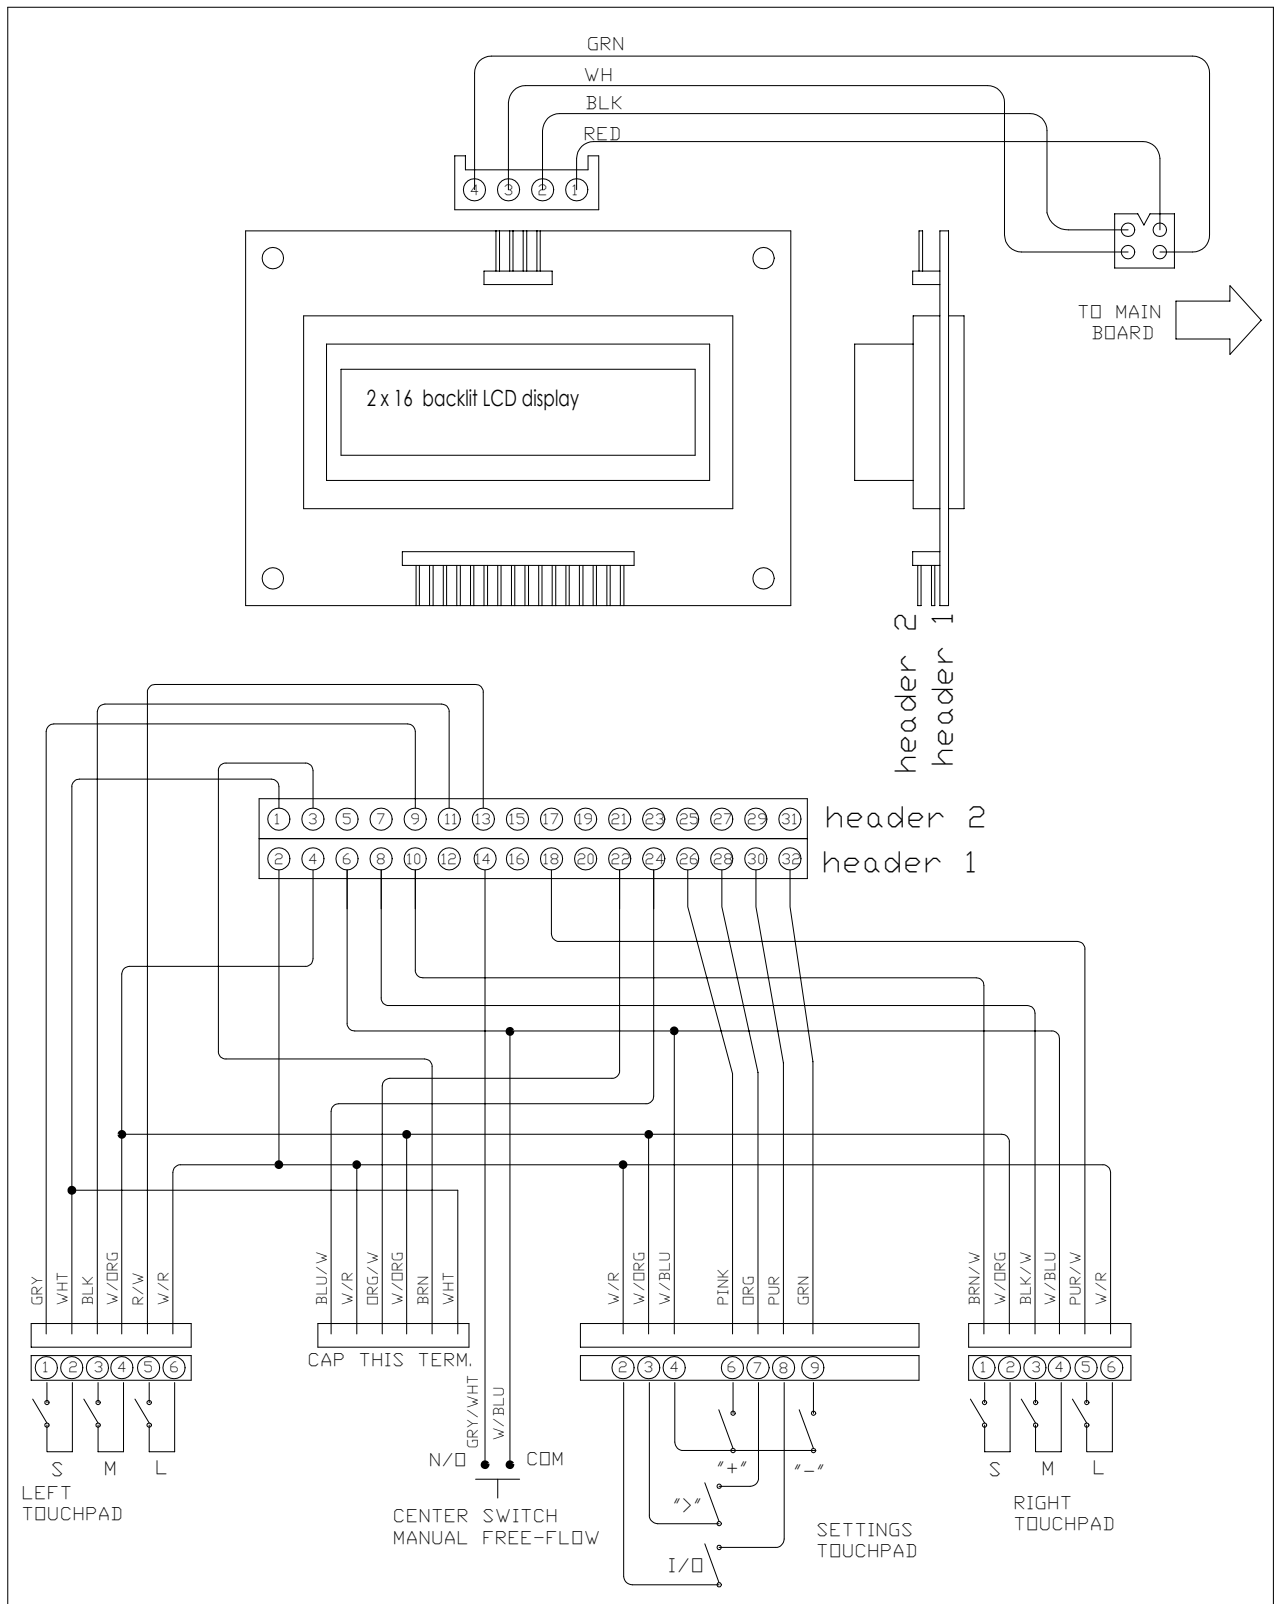 GRN
WH
BLK
RED
4 3 2 1
TO MAIN
BOARD
2 x 16 backlit LCD display
header 2
header 1
1 3 5 7 9 11 13 15 17 19 21 23 25 27 29 31 header 2
2 4 6 8 10 12 14 16 18 20 22 24 26 28 30 32 header 1
GRY
WHT
BLK
W/ORG
R/W
W/R
BLU/W
W/R
ORG/W
W/ORG
BRN
WHT
W/R
W/ORG
W/BLU
PINK
ORG
PUR
GRN
BRN/W
W/ORG
BLK/W
W/BLU
PUR/W
W/R
CAP THIS TERM.
1 2 3 4 5 6
2 3 4 6 7 8 9
1 2 3 4 5 6
GRY/WHT
W/BLU
S M L
LEFT
TOUCHPAD
N/O COM
CENTER SWITCH
MANUAL FREE-FLOW
"+" "-"
">"
I/O
SETTINGS
TOUCHPAD
S M L
RIGHT
TOUCHPAD